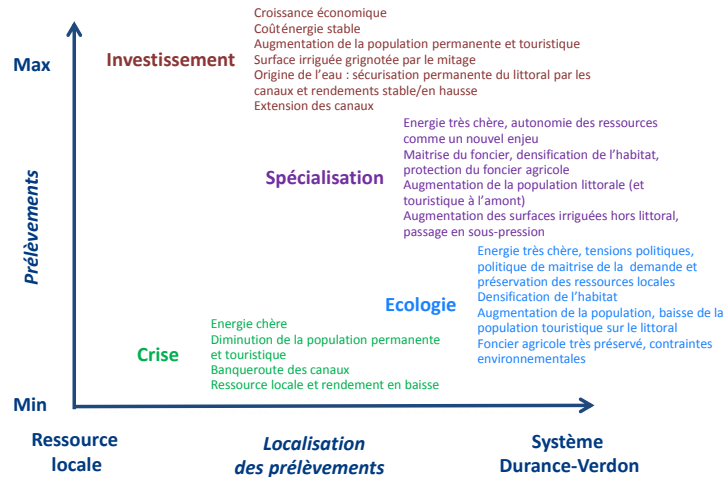 Max
Investissement
Croissance économique
Coûténergie stable
Augmentation de la population permanente et touristique
Surface irriguée grignotée par le mitage
Origine de l'eau : sécurisation permanente du littoral par les
canaux et rendements stable/en hausse
Extension des canaux
Spécialisation
Energie très chère, autonomie des ressources
comme un nouvel enjeu
Maitrise du foncier, densification de l'habitat,
protection du foncier agricole
Augmentation de la population littorale (et
touristique à l'amont)
Augmentation des surfaces irriguées hors littoral,
passage en sous-pression
Prélèvements
Ecologie
Energie très chère, tensions politiques,
politique de maitrise de la demande et
préservation des ressources locales
Densification de l'habitat
Augmentation de la population, baisse de la
population touristique sur le littoral
Foncier agricole très préservé, contraintes
environnementales
Crise
Energie chère
Diminution de la population permanente
et touristique
Banqueroute des canaux
Ressource locale et rendement en baisse
Min
Ressource
locale
Localisation
des prélèvements
Système
Durance-Verdon